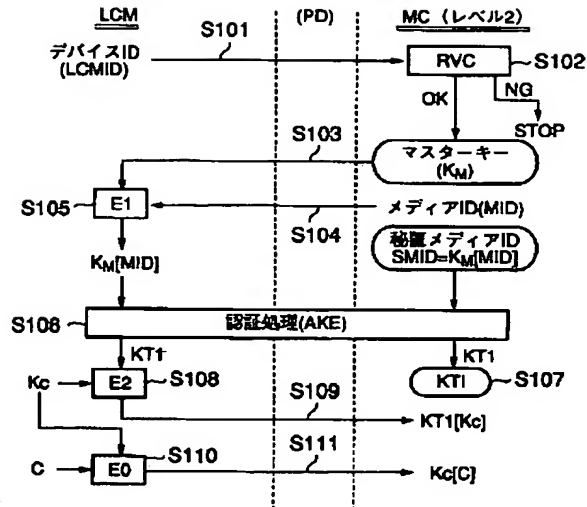 LCM
(PD)
MC (レベル2)
デバイスID
(LCMID)
S101
RVC
S102
OK
NG
STOP
S103
マスターキー
(KM)
S105
E1
S104
メディアID(MID)
KM[MID]
秘匿メディアID
SMID=KM[MID]
S106
認証処理(AKE)
KT1
KT1
Kc
E2
S108
KTI
S107
S109
KT1[Kc]
C
E0
S110
S111
Kc[C]